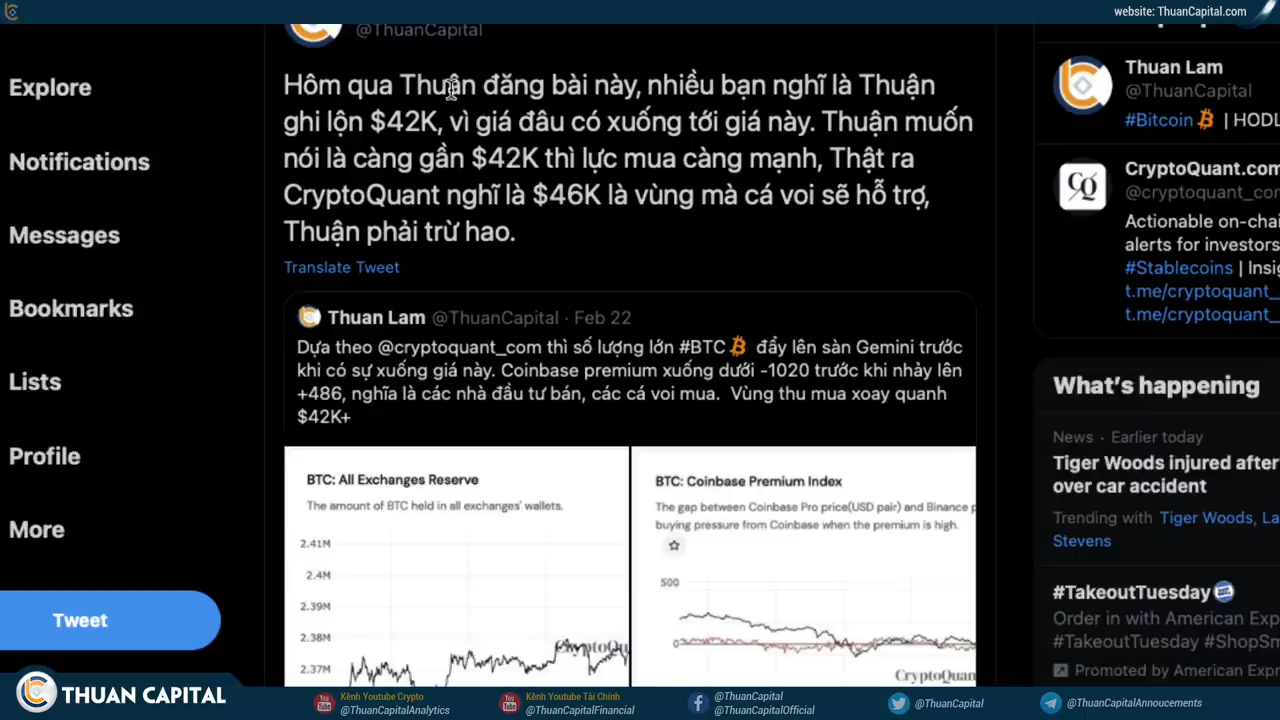 website: ThuanCapital.com
@ThuanCapital
Explore
Notifications
Messages
Bookmarks
Lists
Profile
More
Tweet
Hôm qua Thuận đăng bài này, nhiều bạn nghĩ là Thuận
ghi lộn $42K, vì giá đâu có xuống tới giá này. Thuận muốn
nói là càng gần $42K thì lực mua càng mạnh, Thật ra
CryptoQuant nghĩ là $46K là vùng mà cá voi sẽ hỗ trợ,
Thuận phải trừ hao.
Translate Tweet
Thuan Lam @ThuanCapital · Feb 22
Dựa theo @cryptoquant_com thì số lượng lớn #BTC đẩy lên sàn Gemini trước
khi có sự xuống giá này. Coinbase premium xuống dưới -1020 trước khi nhảy lên
+486, nghĩa là các nhà đầu tư bán, các cá voi mua. Vùng thu mua xoay quanh
$42K+
BTC: All Exchanges Reserve
The amount of BTC held in all exchanges' wallets.
2.41M
2.4M
2.39M
2.38M
2.37M
CryptoQu
BTC: Coinbase Premium Index
The gap between Coinbase Pro price(USD pair) and Binance p
buying pressure from Coinbase when the premium is high.
500
0
CryptoQuan
Thuan Lam
@ThuanCapital
#Bitcoin | HODL
CryptoQuant.com
@cryptoquant_co
Actionable on-chai
alerts for investors
#Stablecoins | Insig
t.me/cryptoquant_
t.me/cryptoquant_
What's happening
News · Earlier today
Tiger Woods injured after
over car accident
Trending with Tiger Woods, La
Stevens
#TakeoutTuesday
Order in with American Exp
#TakeoutTuesday #ShopSm
Promoted by American Expr
THUAN CAPITAL
Kênh Youtube Crypto
@ThuanCapitalAnalytics
Kênh Youtube Tài Chính
@ThuanCapitalFinancial
@ThuanCapital
@ThuanCapitalOfficial
@ThuanCapital
@ThuanCapitalAnnoucements